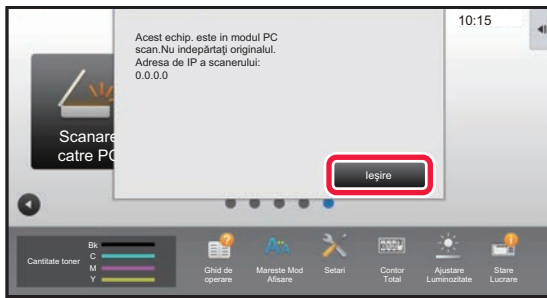 10:15
Acest echip. este in modul PC
scan.Nu indepărtaţi originalul.
Adresa de IP a scanerului:
0.0.0.0
Scanare
catre PC
Ieşire
Cantitate toner
Bk
C
M
Y
Ghid de
operare
Mareste Mod
Afisare
Setari
Contor
Total
Ajustare
Luminozitate
Stare
Lucrare